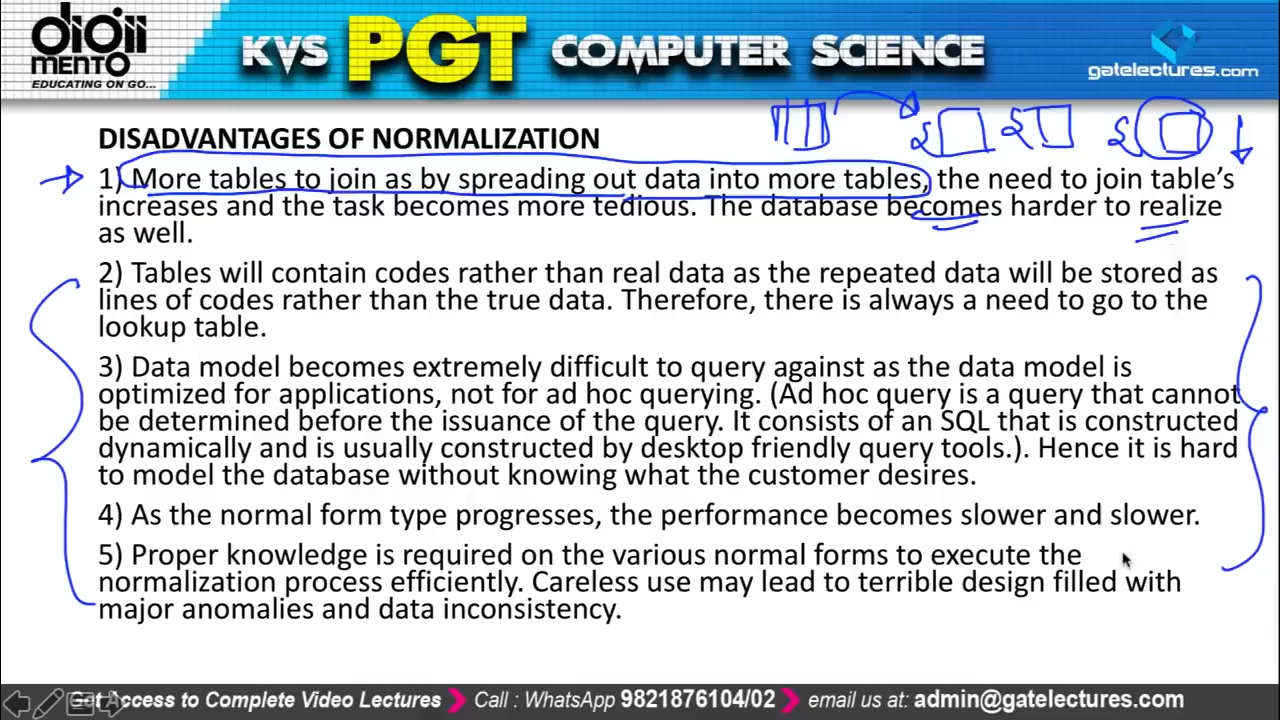 diqii
MENTO
EDUCATING ON GO...
KVS PGT COMPUTER SCIENCE
gatelectures.com
DISADVANTAGES OF NORMALIZATION
1) More tables to join as by spreading out data into more tables, the need to join table's
increases and the task becomes more tedious. The database becomes harder to realize
as well.
2) Tables will contain codes rather than real data as the repeated data will be stored as
lines of codes rather than the true data. Therefore, there is always a need to go to the
lookup table.
3) Data model becomes extremely difficult to query against as the data model is
optimized for applications, not for ad hoc querying. (Ad hoc query is a query that cannot
be determined before the issuance of the query. It consists of an SQL that is constructed
dynamically and is usually constructed by desktop friendly query tools.). Hence it is hard
to model the database without knowing what the customer desires.
4) As the normal form type progresses, the performance becomes slower and slower.
5) Proper knowledge is required on the various normal forms to execute the
normalization process efficiently. Careless use may lead to terrible design filled with
major anomalies and data inconsistency.
Get Access to Complete Video Lectures Call : WhatsApp 9821876104/02 email us at: admin@gatelectures.com